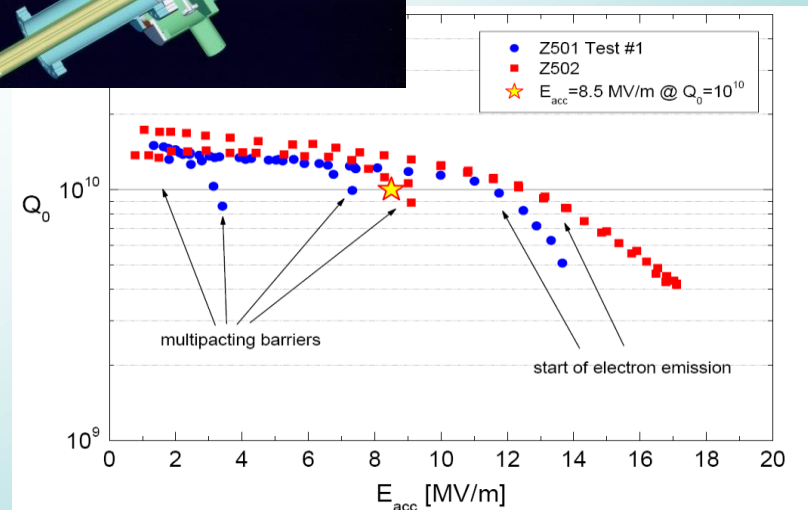 Z501 Test #1
Z502
E_acc=8.5 MV/m @ Q_0=10^10
10^10
Q_0
multipacting barriers
start of electron emission
10^9
0 2 4 6 8 10 12 14 16 18 20
E_acc [MV/m]